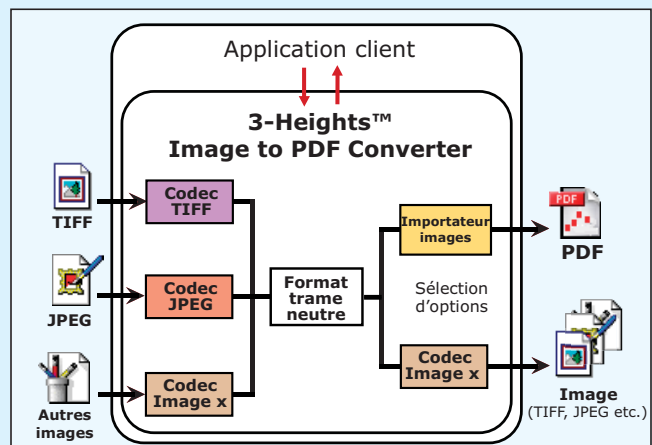 Application client
3-Heights™
Image to PDF Converter
TIFF
Codec
TIFF
JPEG
Codec
JPEG
Autres
images
Codec
Image x
Format
trame
neutre
Importateur
images
Sélection
d'options
Codec
Image x
PDF
PDF
Image
(TIFF, JPEG etc.)